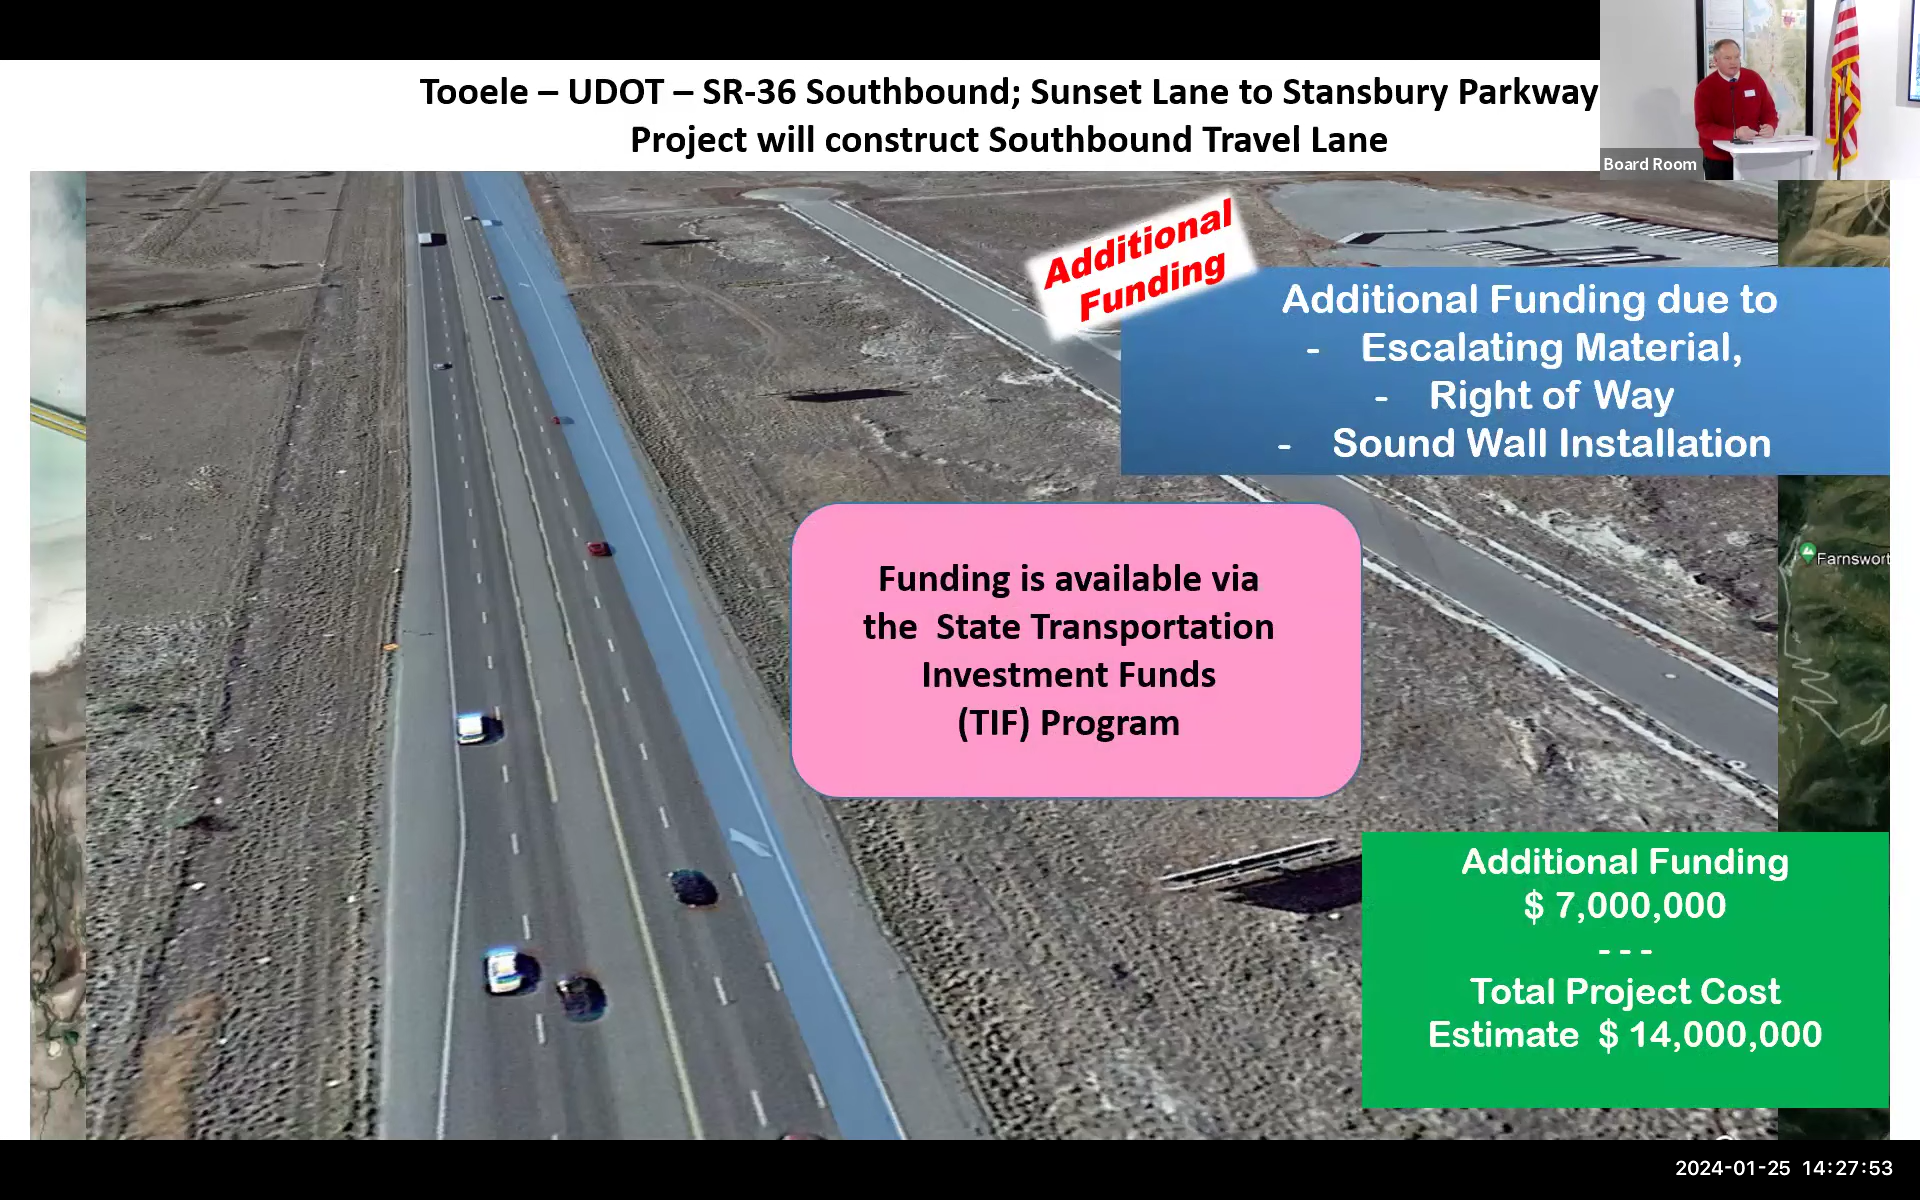 Tooele – UDOT – SR-36 Southbound; Sunset Lane to Stansbury Parkway
Project will construct Southbound Travel Lane
Board Room
Additional
Funding
Additional Funding due to
- Escalating Material,
- Right of Way
- Sound Wall Installation
Funding is available via
the State Transportation
Investment Funds
(TIF) Program
Farnswort
Additional Funding
$ 7,000,000
- - -
Total Project Cost
Estimate $ 14,000,000
2024-01-25 14:27:53